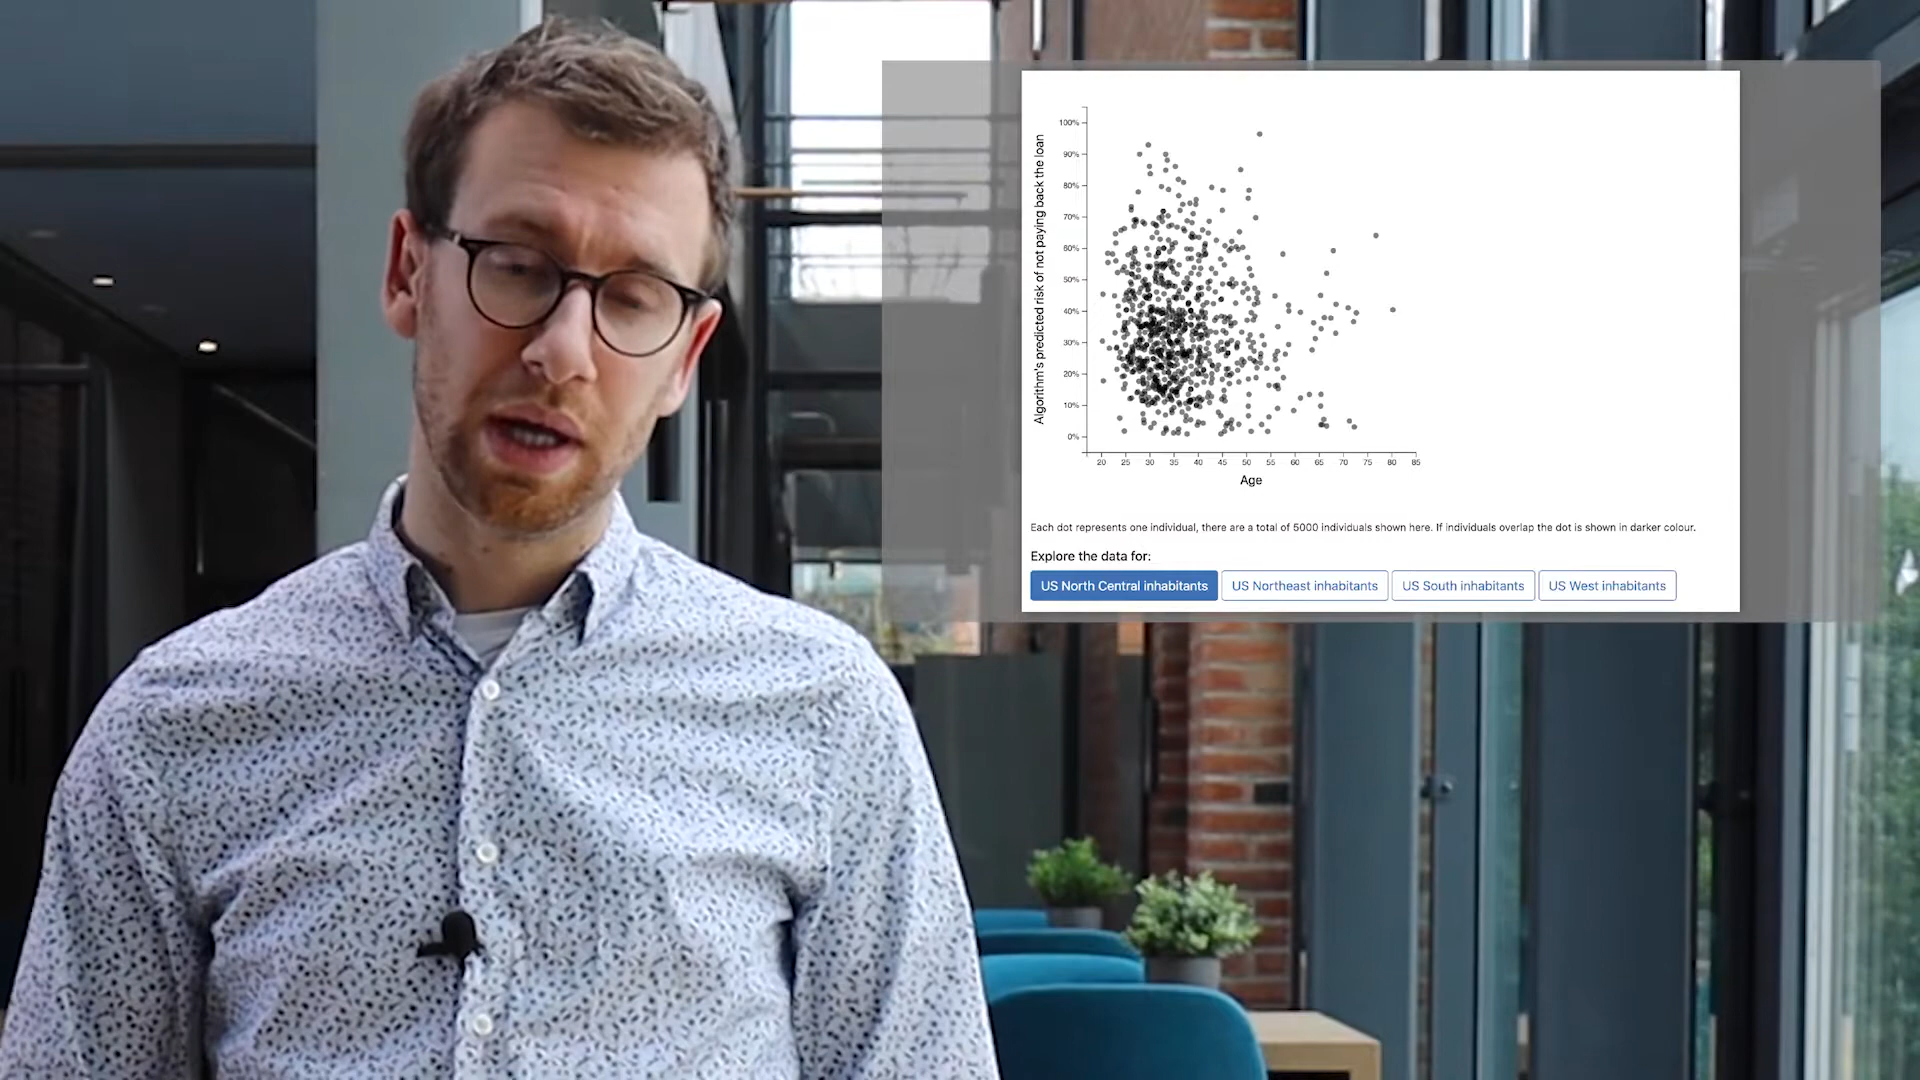 Algorithm's predicted risk of not paying back the loan
100%
90%
80%
70%
60%
50%
40%
30%
20%
10%
0%
20 25 30 35 40 45 50 55 60 65 70 75 80 85
Age
Each dot represents one individual, there are a total of 5000 individuals shown here. If individuals overlap the dot is shown in darker colour.
Explore the data for:
US North Central inhabitants US Northeast inhabitants US South inhabitants US West inhabitants